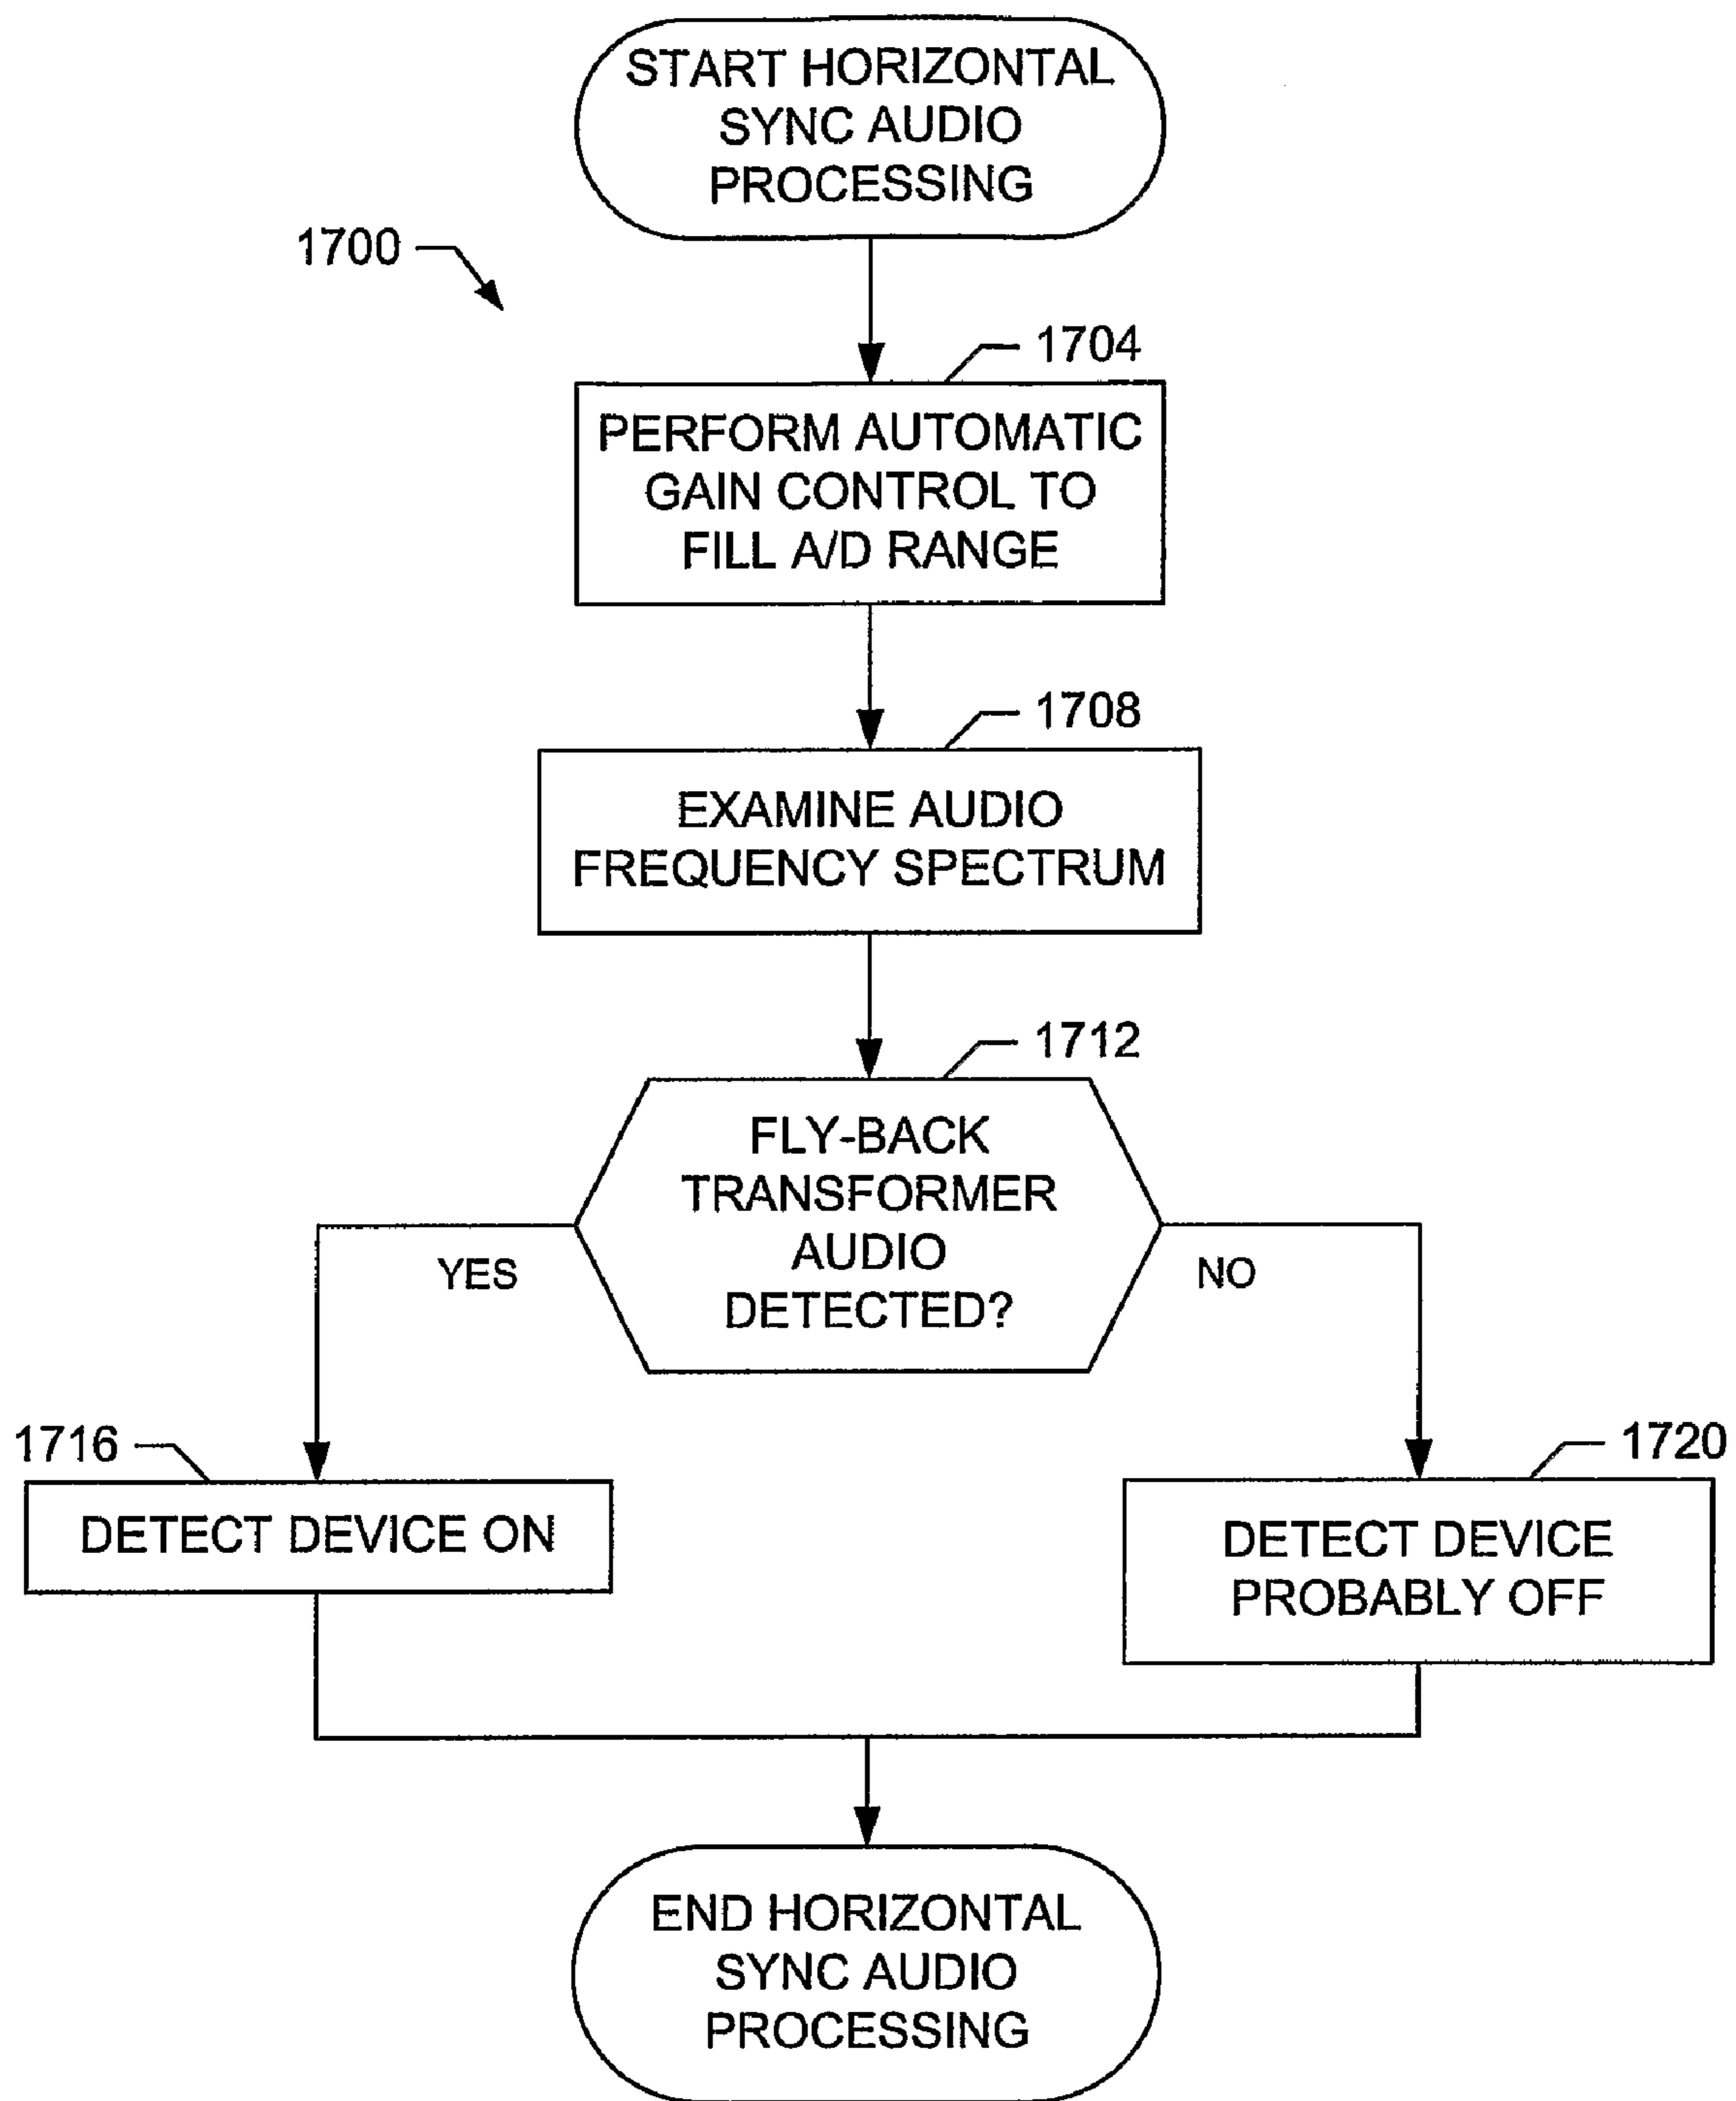 START HORIZONTAL
SYNC AUDIO
PROCESSING
1700
1704
PERFORM AUTOMATIC
GAIN CONTROL TO
FILL A/D RANGE
1708
EXAMINE AUDIO
FREQUENCY SPECTRUM
1712
FLY-BACK
TRANSFORMER
AUDIO
DETECTED?
YES
NO
1716
DETECT DEVICE ON
1720
DETECT DEVICE
PROBABLY OFF
END HORIZONTAL
SYNC AUDIO
PROCESSING